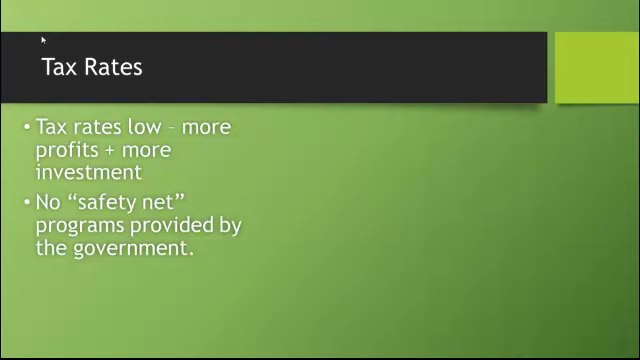 Tax Rates
• Tax rates low – more
profits + more
investment
• No “safety net”
programs provided by
the government.